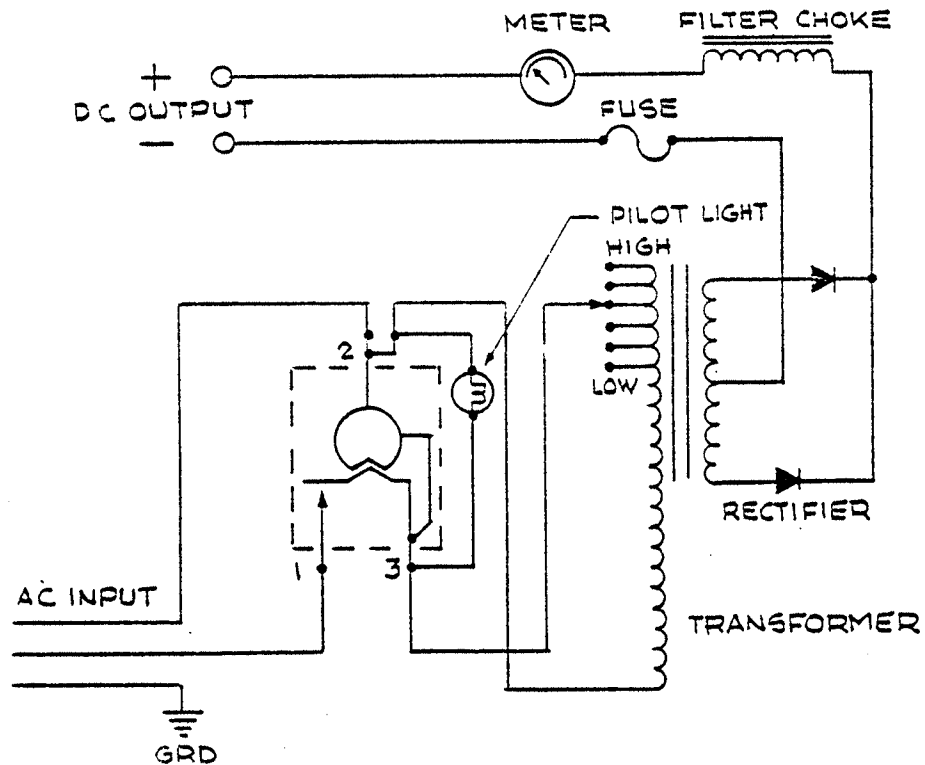 METER
FILTER CHOKE
+
DC OUTPUT
−
FUSE
PILOT LIGHT
HIGH
2
LOW
RECTIFIER
1
3
AC INPUT
TRANSFORMER
GRD